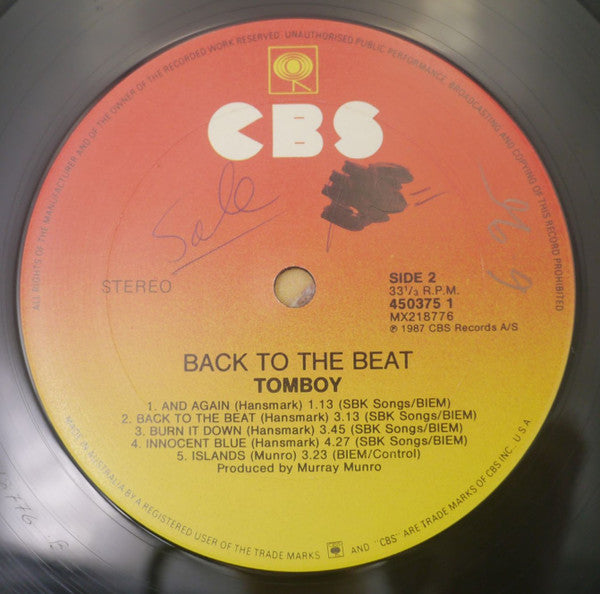 ALL RIGHTS OF THE MANUFACTURER AND OF THE OWNER OF THE RECORDED WORK RESERVED. UNAUTHORISED PUBLIC PERFORMANCE, BROADCASTING AND COPYING OF THIS RECORD PROHIBITED
CBS
Sale
STEREO
SIDE 2
33⅓ R.P.M.
450375 1
MX218776
℗ 1987 CBS Records A/S
BACK TO THE BEAT
TOMBOY
1. AND AGAIN (Hansmark) 1.13 (SBK Songs/BIEM)
2. BACK TO THE BEAT (Hansmark) 3.13 (SBK Songs/BIEM)
3. BURN IT DOWN (Hansmark) 3.45 (SBK Songs/BIEM)
4. INNOCENT BLUE (Hansmark) 4.27 (SBK Songs/BIEM)
5. ISLANDS (Munro) 3.23 (BIEM/Control)
Produced by Murray Munro
MADE IN AUSTRALIA BY A REGISTERED USER OF THE TRADE MARKS AND "CBS" ARE TRADE MARKS OF CBS INC. U.S.A.